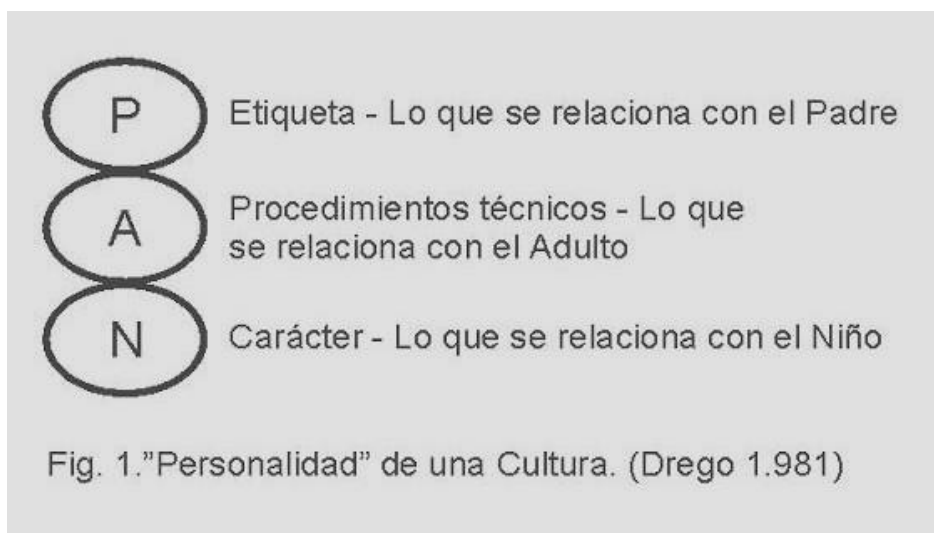 P
Etiqueta - Lo que se relaciona con el Padre
A
Procedimientos técnicos - Lo que
se relaciona con el Adulto
N
Carácter - Lo que se relaciona con el Niño
Fig. 1."Personalidad” de una Cultura. (Drego 1.981)